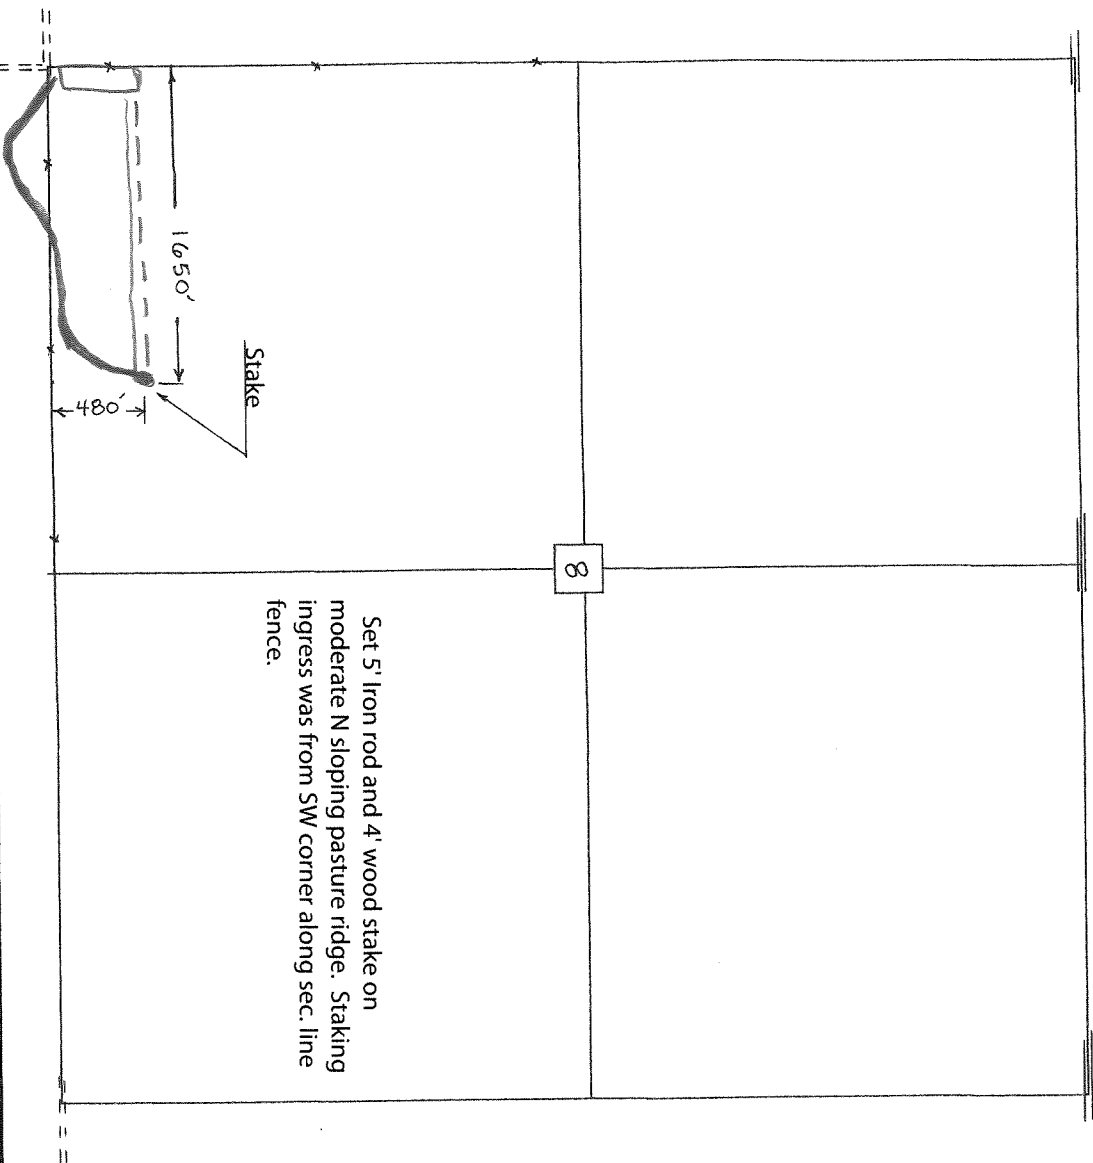 1650'
480'
Stake
8
Set 5' Iron rod and 4' wood stake on
moderate N sloping pasture ridge.  Staking
ingress was from SW corner along sec. line
fence.